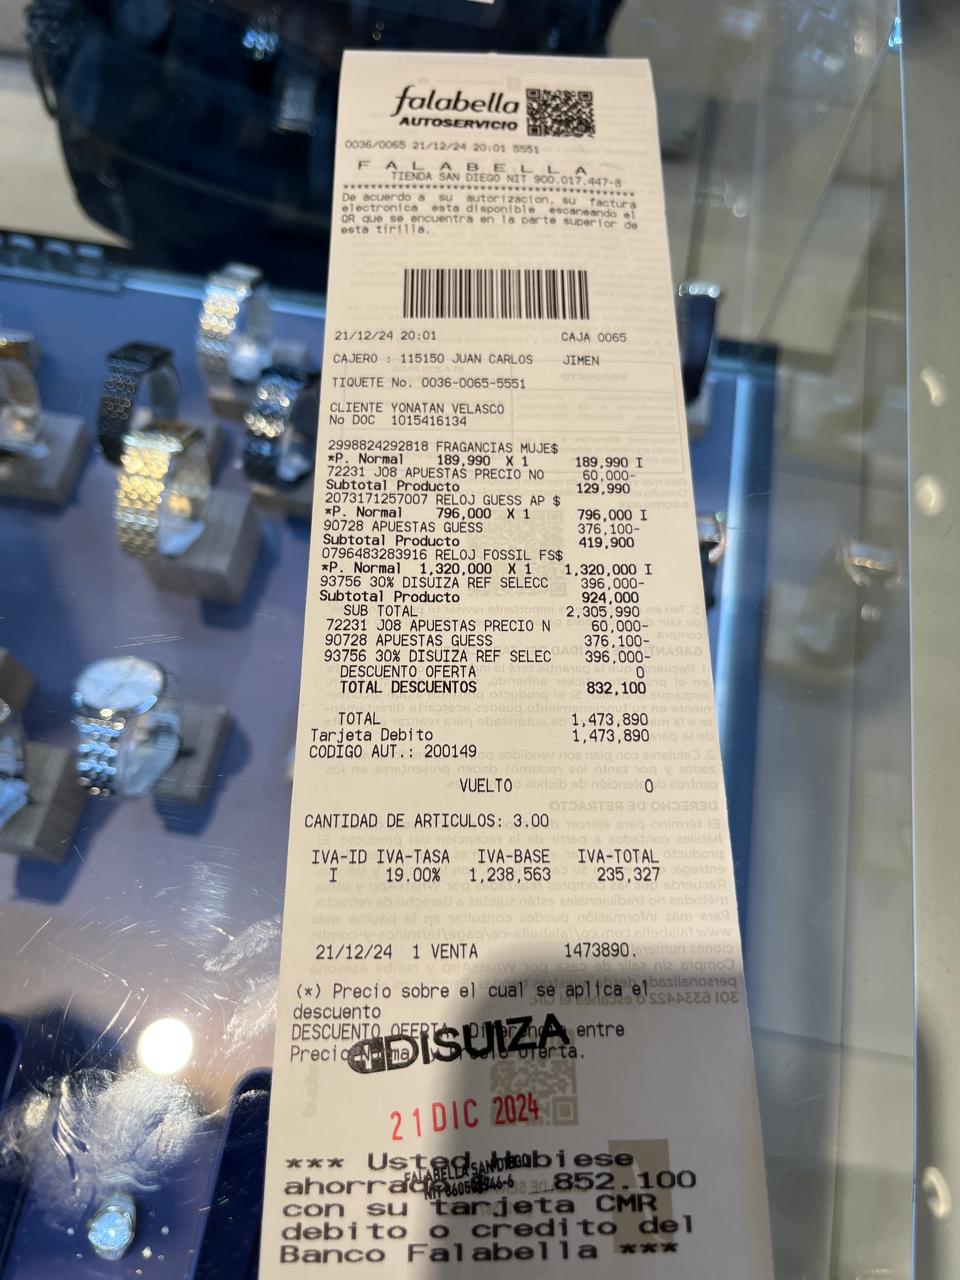 falabella
AUTOSERVICIO
0036/0065 21/12/24 20:01 5551
F A L A B E L L A
TIENDA SAN DIEGO NIT 900.017.447-8
****************************************
De acuerdo a su autorizacion, su factura
electronica esta disponible escaneando el
QR que se encuentra en la parte superior de
esta tirilla.
21/12/24 20:01 CAJA 0065
CAJERO : 115150 JUAN CARLOS JIMEN
TIQUETE No. 0036-0065-5551
CLIENTE YONATAN VELASCO
No DOC 1015416134
2998824292818 FRAGANCIAS MUJE$
*P. Normal 189,990 X 1 189,990 I
72231 J08 APUESTAS PRECIO NO 60,000-
Subtotal Producto 129,990
2073171257007 RELOJ GUESS AP $
*P. Normal 796,000 X 1 796,000 I
90728 APUESTAS GUESS 376,100-
Subtotal Producto 419,900
0796483283916 RELOJ FOSSIL FS$
*P. Normal 1,320,000 X 1 1,320,000 I
93756 30% DISUIZA REF SELECC 396,000-
Subtotal Producto 924,000
SUB TOTAL 2,305,990
72231 J08 APUESTAS PRECIO N 60,000-
90728 APUESTAS GUESS 376,100-
93756 30% DISUIZA REF SELEC 396,000-
DESCUENTO OFERTA 0
TOTAL DESCUENTOS 832,100
TOTAL 1,473,890
Tarjeta Debito 1,473,890
CODIGO AUT.: 200149
VUELTO 0
CANTIDAD DE ARTICULOS: 3.00
IVA-ID IVA-TASA IVA-BASE IVA-TOTAL
I 19.00% 1,238,563 235,327
21/12/24 1 VENTA 1473890.
(*) Precio sobre el cual se aplica el
descuento
DESCUENTO OFERTA: Diferencia entre
Precio Normal y Precio Oferta.
DISUIZA
21 DIC 2024
FALABELLA SAN DIEGO
*** Usted hubiese
ahorrado 852.100
con su tarjeta CMR
debito o credito del
Banco Falabella ***